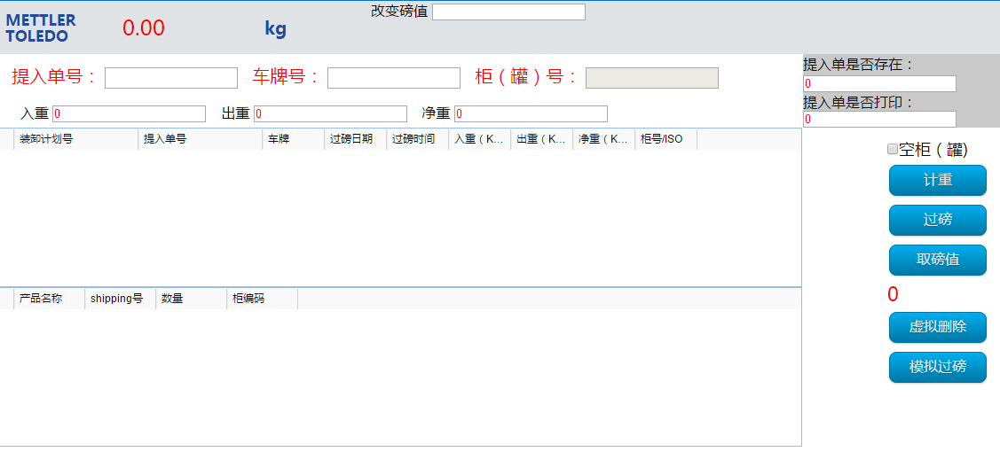 METTLER
TOLEDO
0.00
kg
改变磅值
提入单号：
车牌号：
柜（罐）号：
提入单是否存在：
0
提入单是否打印：
0
入重 0
出重 0
净重 0
装卸计划号 提入单号 车牌 过磅日期 过磅时间 入重（K... 出重（K... 净重（K... 柜号/ISO
空柜（罐)
计重
过磅
取磅值
0
虚拟删除
模拟过磅
产品名称 shipping号 数量 柜编码